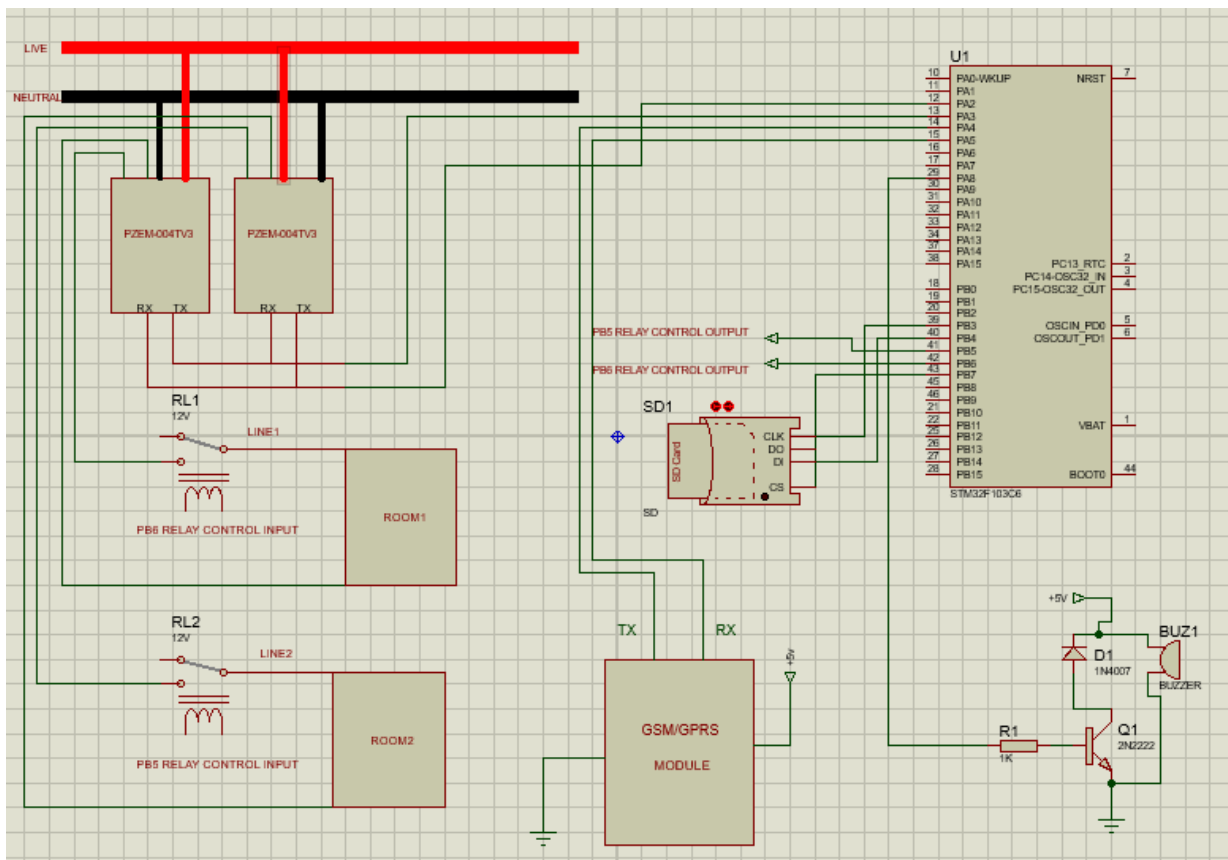 LIVE
NEUTRAL
PZEM-004TV3
RX TX
PZEM-004TV3
RX TX
RL1
12V
LINE1
PB6 RELAY CONTROL INPUT
ROOM1
RL2
12V
LINE2
PB5 RELAY CONTROL INPUT
ROOM2
PB5 RELAY CONTROL OUTPUT
PB6 RELAY CONTROL OUTPUT
SD1
SD Card
CLK
DO
DI
CS
SD
TX RX
+5v
GSM/GPRS
MODULE
U1
10 PA0-WKUP
11 PA1
12 PA2
13 PA3
14 PA4
15 PA5
16 PA6
17 PA7
29 PA8
30 PA9
31 PA10
32 PA11
33 PA12
34 PA13
37 PA14
38 PA15
18 PB0
19 PB1
20 PB2
39 PB3
40 PB4
41 PB5
42 PB6
43 PB7
45 PB8
46 PB9
21 PB10
22 PB11
25 PB12
26 PB13
27 PB14
28 PB15
NRST 7
PC13_RTC 2
PC14-OSC32_IN 3
PC15-OSC32_OUT 4
OSCIN_PD0 5
OSCOUT_PD1 6
VBAT 1
BOOT0 44
STM32F103C6
+5V
D1
1N4007
BUZ1
BUZZER
R1
1K
Q1
2N2222